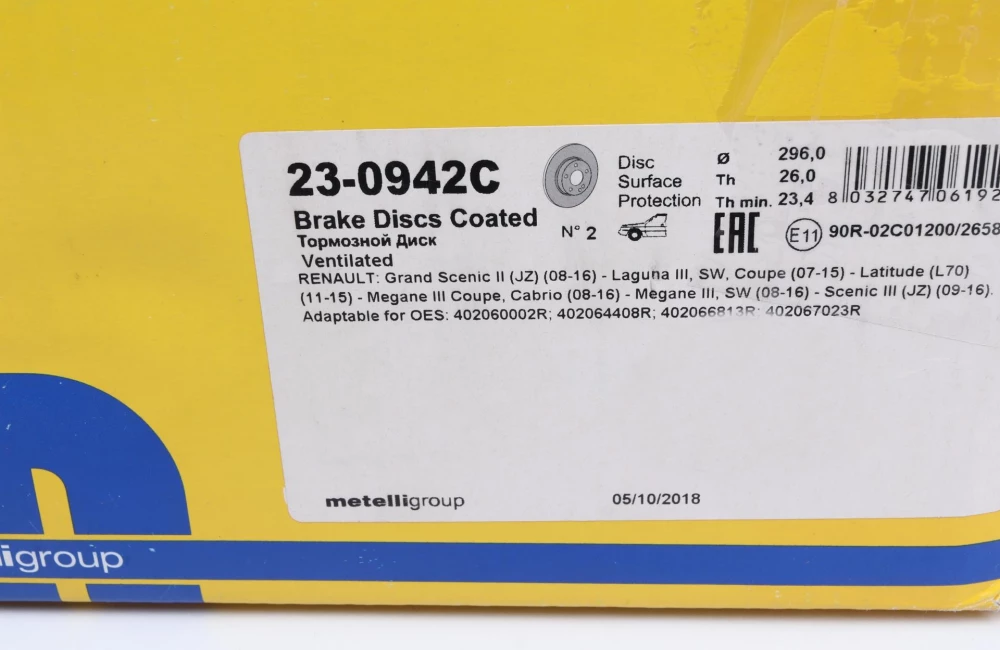 23-0942C
Brake Discs Coated
Тормозной Диск
Ventilated
N° 2
Disc
Surface
Protection
Ø 296,0
Th 26,0
Th min. 23,4
8 032747 06192
EAC
E11 90R-02C01200/2658
RENAULT: Grand Scenic II (JZ) (08-16) - Laguna III, SW, Coupe (07-15) - Latitude (L70)
(11-15) - Megane III Coupe, Cabrio (08-16) - Megane III, SW (08-16) - Scenic III (JZ) (09-16).
Adaptable for OES: 402060002R; 402064408R; 402066813R; 402067023R
metelligroup 05/10/2018
ligroup